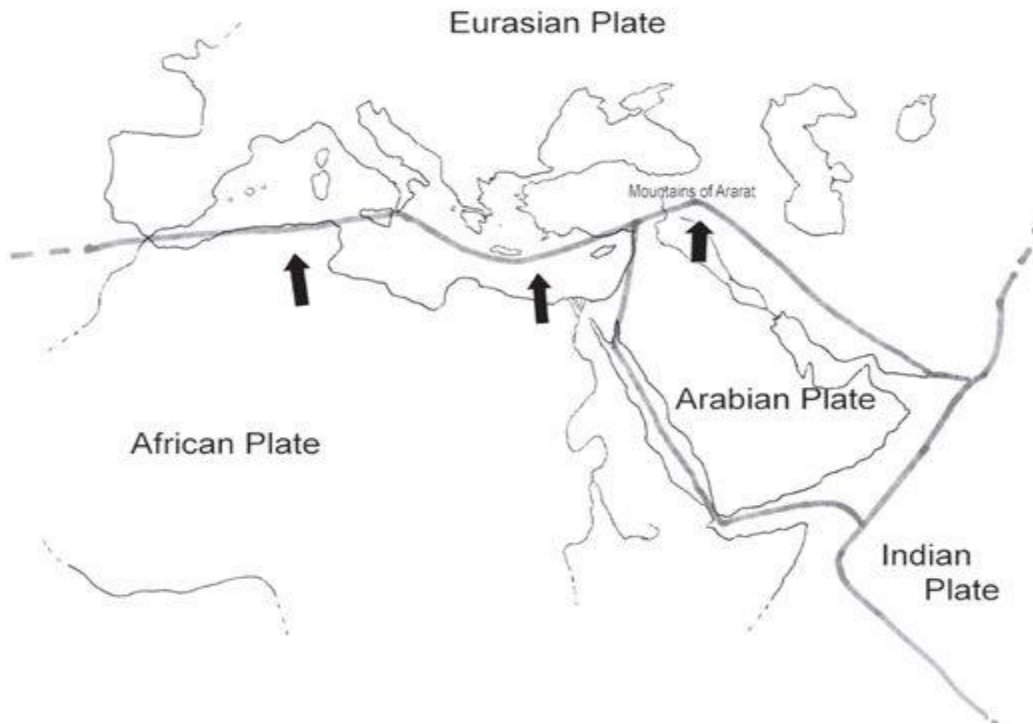 Eurasian Plate
Mountains of Ararat
Arabian Plate
African Plate
Indian
Plate